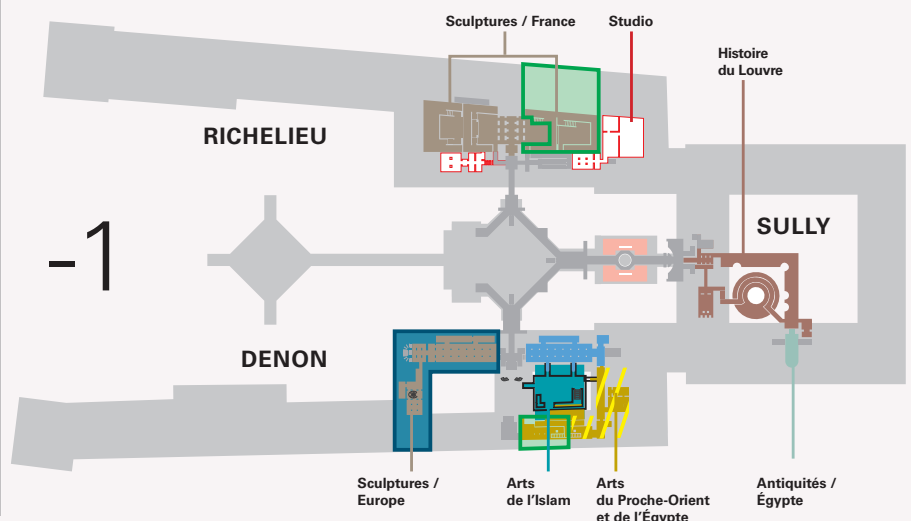 Sculptures / France
Studio
Histoire
du Louvre
RICHELIEU
-1
SULLY
DENON
Sculptures /
Europe
Arts
de l'Islam
Arts
du Proche-Orient
et de l'Égypte
Antiquités /
Égypte